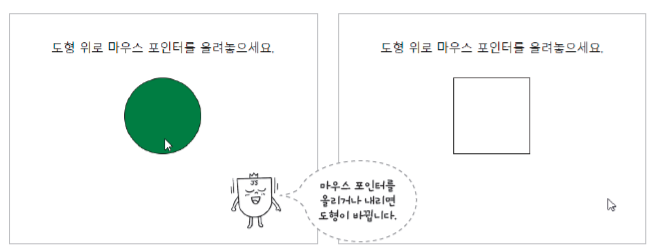 도형 위로 마우스 포인터를 올려놓으세요.
도형 위로 마우스 포인터를 올려놓으세요.
JS
마우스 포인터를
올리거나 내리면
도형이 바뀝니다.